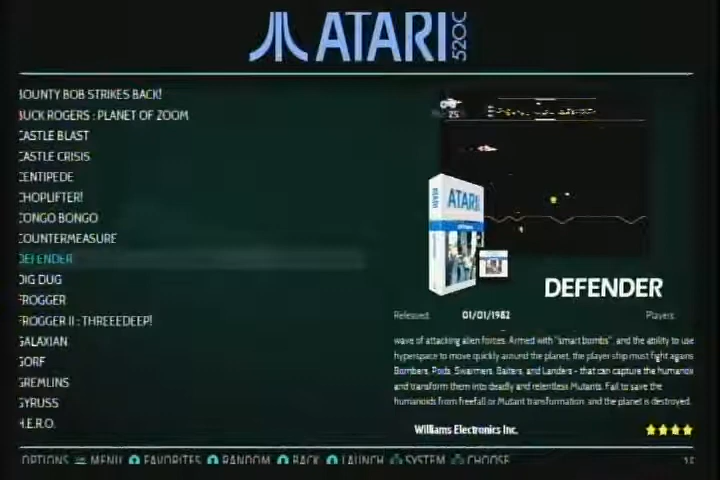 ATARI 5200
BOUNTY BOB STRIKES BACK!
BUCK ROGERS : PLANET OF ZOOM
CASTLE BLAST
CASTLE CRISIS
CENTIPEDE
CHOPLIFTER!
CONGO BONGO
COUNTERMEASURE
DEFENDER
DIG DUG
FROGGER
FROGGER II : THREEEDEEP!
GALAXIAN
GORF
GREMLINS
GYRUSS
H.E.R.O.
ATARI
DEFENDER
Released: 01/01/1982 Players:
wave of attacking alien forces. Armed with "smart bombs", and the ability to use
hyperspace to move quickly around the planet, the player ship must fight agains
Bombers, Pods, Swarmers, Baiters, and Landers - that can capture the humanoi
and transform them into deadly and relentless Mutants. Fail to save the
humanoids from freefall or Mutant transformation and the planet is destroyed.
Williams Electronics Inc.
OPTIONS MENU FAVORITES RANDOM BACK LAUNCH SYSTEM CHOOSE